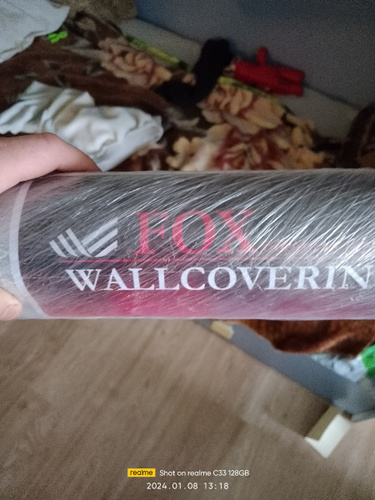 FOX
WALLCOVERIN
realme Shot on realme C33 128GB
2024.01.08 13:18